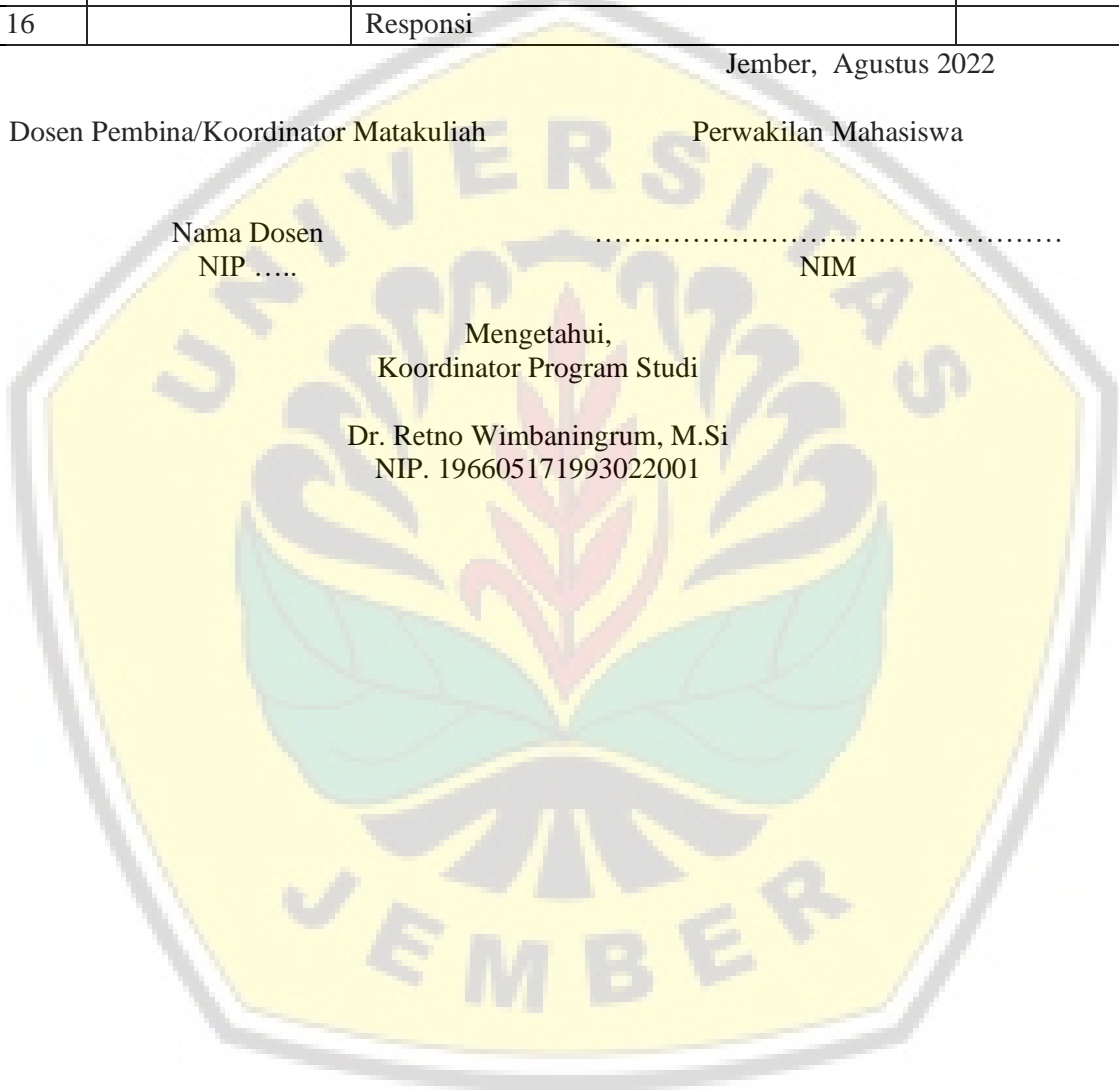 16 Responsi
Jember, Agustus 2022
Dosen Pembina/Koordinator Matakuliah Perwakilan Mahasiswa
Nama Dosen …………………………………………
NIP ….. NIM
Mengetahui,
Koordinator Program Studi
Dr. Retno Wimbaningrum, M.Si
NIP. 196605171993022001
UNIVERSITAS
JEMBER